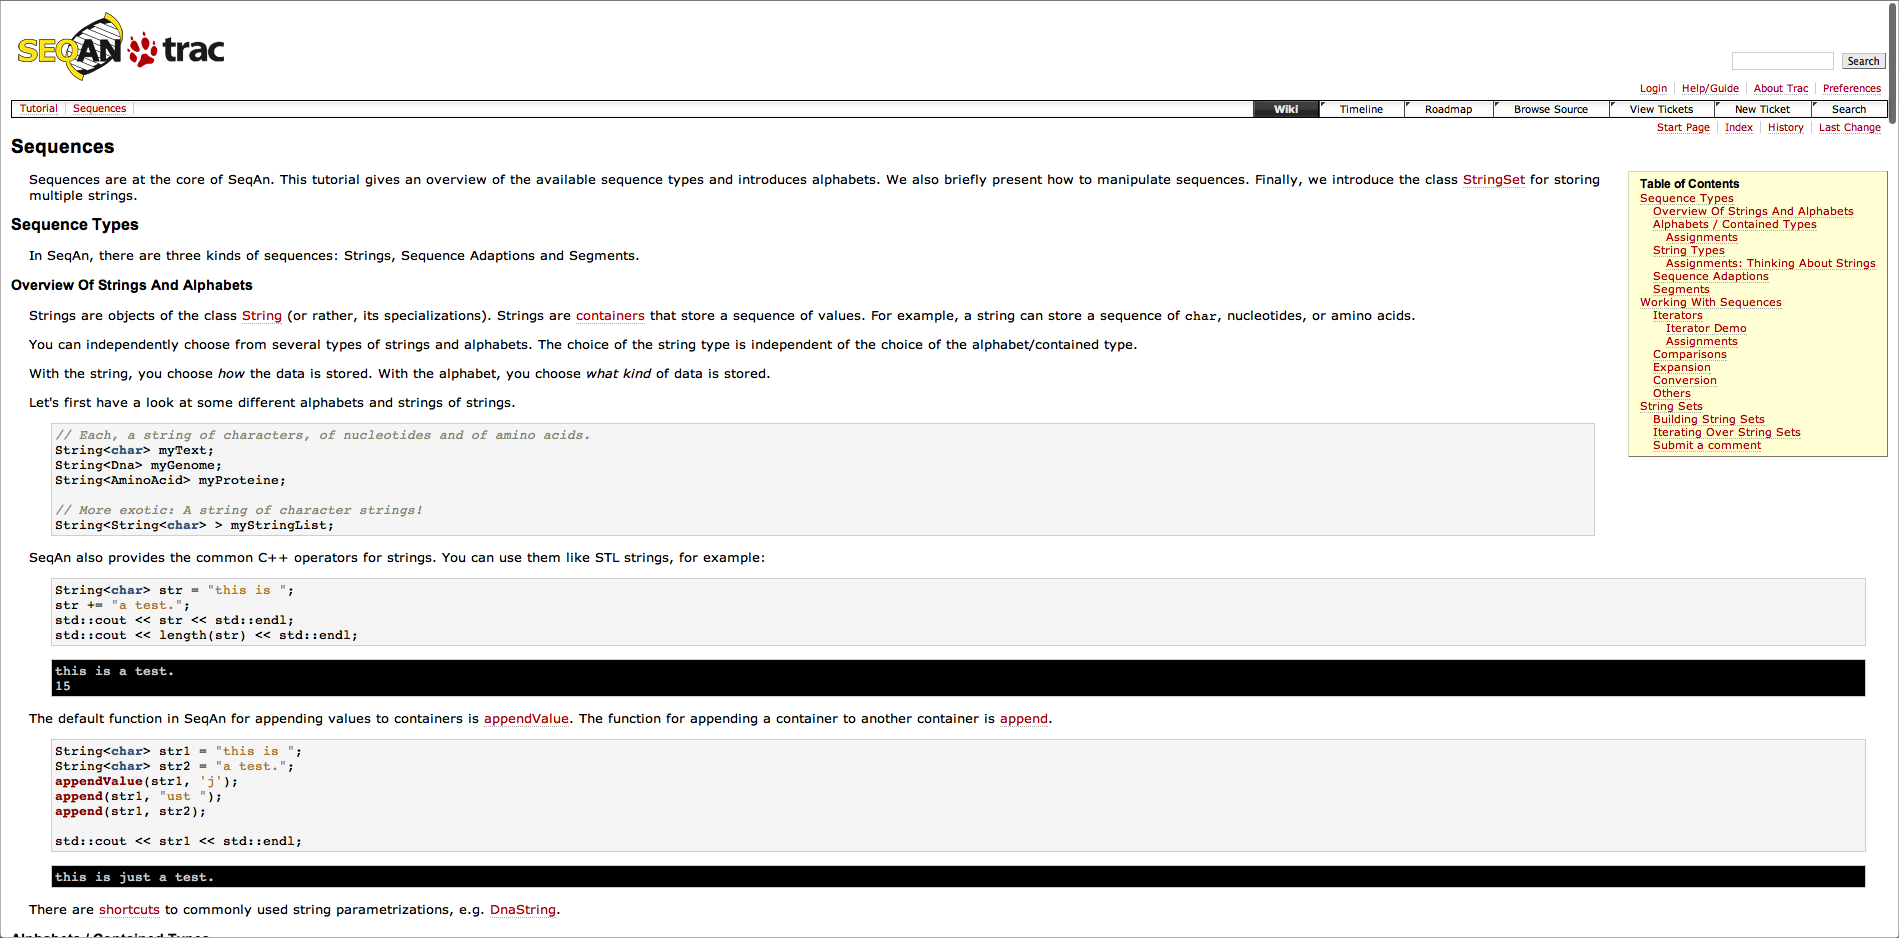 SEQAN trac
Search
Login Help/Guide About Trac Preferences
Tutorial Sequences Wiki Timeline Roadmap Browse Source View Tickets New Ticket Search
Start Page Index History Last Change
Sequences
Sequences are at the core of SeqAn. This tutorial gives an overview of the available sequence types and introduces alphabets. We also briefly present how to manipulate sequences. Finally, we introduce the class StringSet for storing
multiple strings.
Table of Contents
Sequence Types
Overview Of Strings And Alphabets
Alphabets / Contained Types
Assignments
String Types
Assignments: Thinking About Strings
Sequence Adaptions
Segments
Working With Sequences
Iterators
Iterator Demo
Assignments
Comparisons
Expansion
Conversion
Others
String Sets
Building String Sets
Iterating Over String Sets
Submit a comment
Sequence Types
In SeqAn, there are three kinds of sequences: Strings, Sequence Adaptions and Segments.
Overview Of Strings And Alphabets
Strings are objects of the class String (or rather, its specializations). Strings are containers that store a sequence of values. For example, a string can store a sequence of char, nucleotides, or amino acids.
You can independently choose from several types of strings and alphabets. The choice of the string type is independent of the choice of the alphabet/contained type.
With the string, you choose how the data is stored. With the alphabet, you choose what kind of data is stored.
Let's first have a look at some different alphabets and strings of strings.
// Each, a string of characters, of nucleotides and of amino acids.
String<char> myText;
String<Dna> myGenome;
String<AminoAcid> myProteine;
// More exotic: A string of character strings!
String<String<char> > myStringList;
SeqAn also provides the common C++ operators for strings. You can use them like STL strings, for example:
String<char> str = "this is ";
str += "a test.";
std::cout << str << std::endl;
std::cout << length(str) << std::endl;
this is a test.
15
The default function in SeqAn for appending values to containers is appendValue. The function for appending a container to another container is append.
String<char> str1 = "this is ";
String<char> str2 = "a test.";
appendValue(str1, 'j');
append(str1, "ust ");
append(str1, str2);
std::cout << str1 << std::endl;
this is just a test.
There are shortcuts to commonly used string parametrizations, e.g. DnaString.
Alphabets / Contained Types